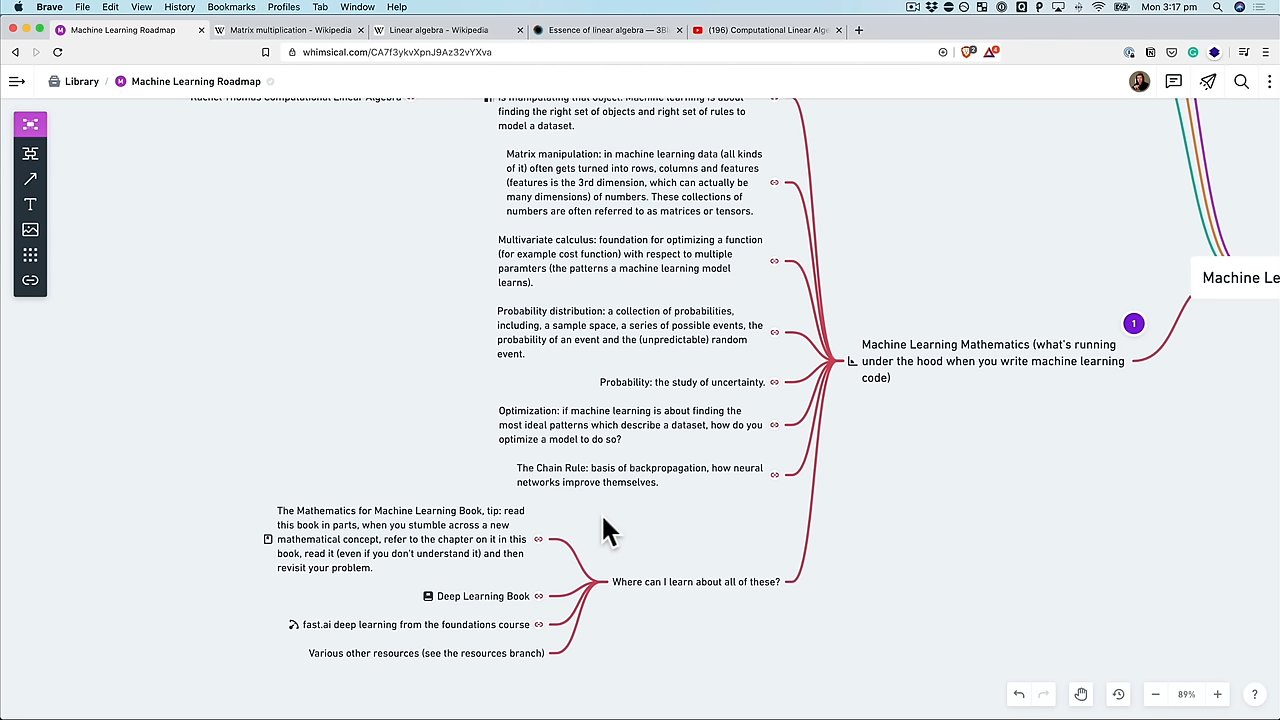 Brave File Edit View History Bookmarks Profiles Tab Window Help Mon 3:17 pm
Machine Learning Roadmap
Matrix multiplication - Wikipedia
Linear algebra - Wikipedia
Essence of linear algebra — 3Bl
(196) Computational Linear Alge
whimsical.com/CA7f3ykvXpnJ9Az32vYXva
Library
Machine Learning Roadmap
Rachel Thomas Computational Linear Algebra
is manipulating that object. Machine learning is about
finding the right set of objects and right set of rules to
model a dataset.
Matrix manipulation: in machine learning data (all kinds
of it) often gets turned into rows, columns and features
(features is the 3rd dimension, which can actually be
many dimensions) of numbers. These collections of
numbers are often referred to as matrices or tensors.
Multivariate calculus: foundation for optimizing a function
(for example cost function) with respect to multiple
paramters (the patterns a machine learning model
learns).
Probability distribution: a collection of probabilities,
including, a sample space, a series of possible events, the
probability of an event and the (unpredictable) random
event.
Probability: the study of uncertainty.
Optimization: if machine learning is about finding the
most ideal patterns which describe a dataset, how do you
optimize a model to do so?
The Chain Rule: basis of backpropagation, how neural
networks improve themselves.
1
Machine Le
Machine Learning Mathematics (what's running
under the hood when you write machine learning
code)
The Mathematics for Machine Learning Book, tip: read
this book in parts, when you stumble across a new
mathematical concept, refer to the chapter on it in this
book, read it (even if you don't understand it) and then
revisit your problem.
Where can I learn about all of these?
Deep Learning Book
fast.ai deep learning from the foundations course
Various other resources (see the resources branch)
89%